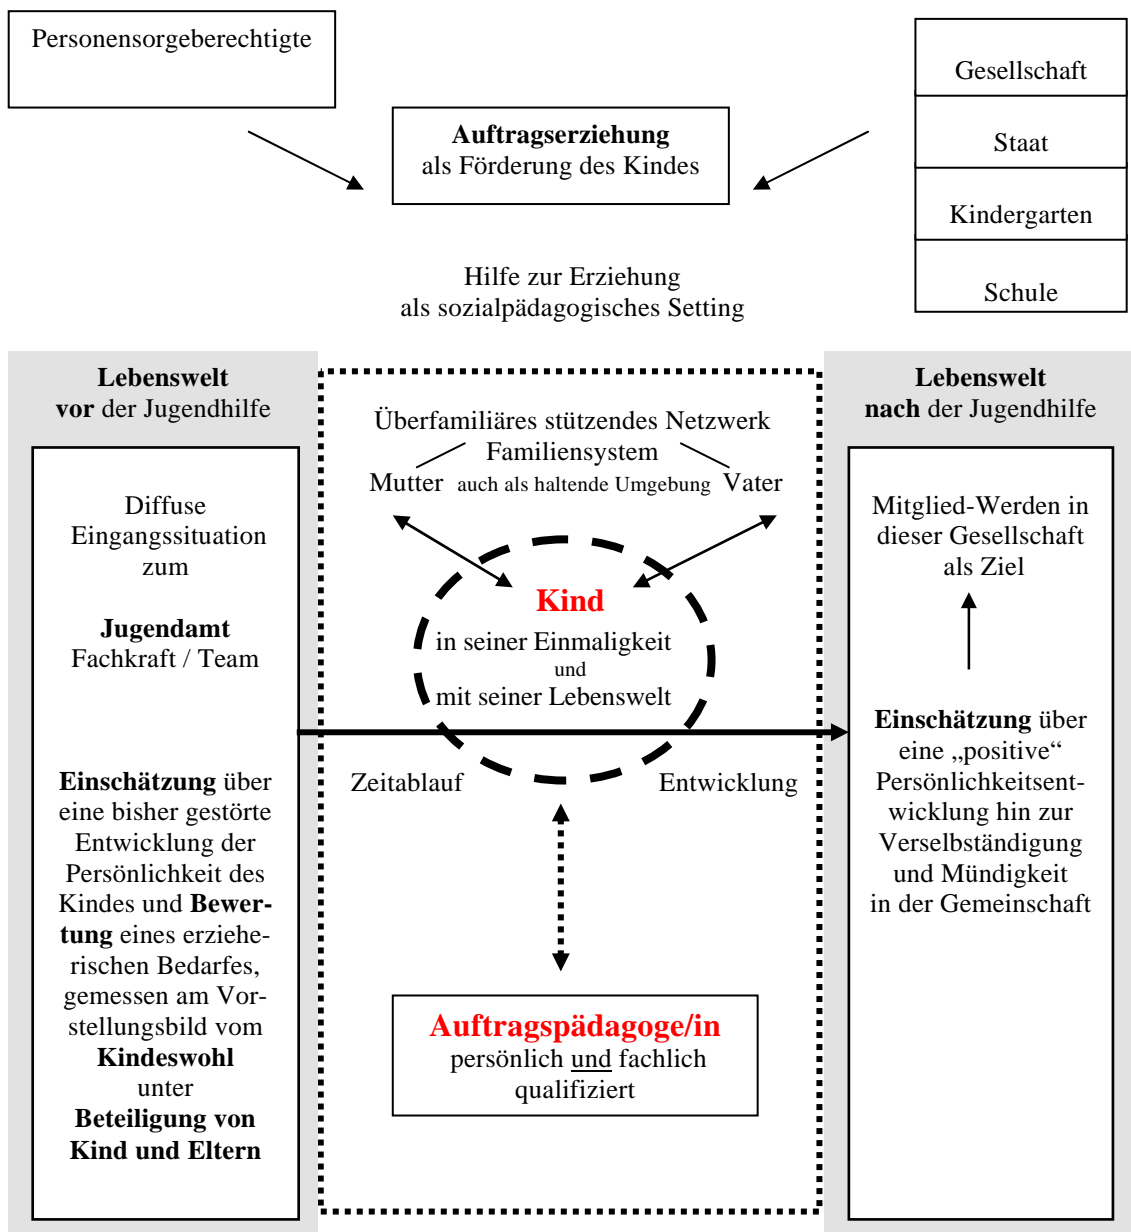 Personensorgeberechtigte
Auftragserziehung
als Förderung des Kindes
Gesellschaft
Staat
Kindergarten
Schule
Hilfe zur Erziehung
als sozialpädagogisches Setting
Lebenswelt
vor der Jugendhilfe
Diffuse
Eingangssituation
zum
Jugendamt
Fachkraft / Team
Einschätzung über
eine bisher gestörte
Entwicklung der
Persönlichkeit des
Kindes und Bewer-
tung eines erziehe-
rischen Bedarfes,
gemessen am Vor-
stellungsbild vom
Kindeswohl
unter
Beteiligung von
Kind und Eltern
Überfamiliäres stützendes Netzwerk
Familiensystem
Mutter auch als haltende Umgebung Vater
Kind
in seiner Einmaligkeit
und
mit seiner Lebenswelt
Zeitablauf Entwicklung
Auftragspädagoge/in
persönlich und fachlich
qualifiziert
Lebenswelt
nach der Jugendhilfe
Mitglied-Werden in
dieser Gesellschaft
als Ziel
Einschätzung über
eine „positive“
Persönlichkeitsent-
wicklung hin zur
Verselbständigung
und Mündigkeit
in der Gemeinschaft